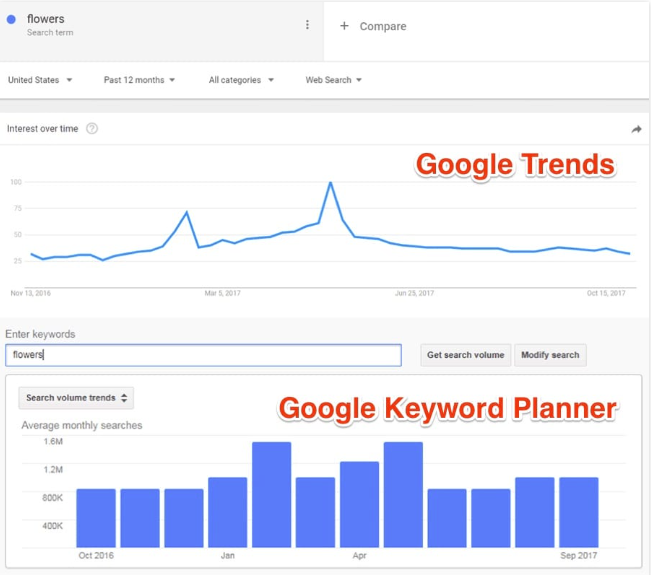 flowers
Search term
+ Compare
United States
Past 12 months
All categories
Web Search
Interest over time
Google Trends
100
75
50
25
Nov 13, 2016
Mar 5, 2017
Jun 23, 2017
Oct 15, 2017
Enter keywords
flowers
Get search volume
Modify search
Search volume trends
Google Keyword Planner
Average monthly searches
1.6M
1.2M
800K
400K
Oct 2016
Jan
Apr
Sep 2017